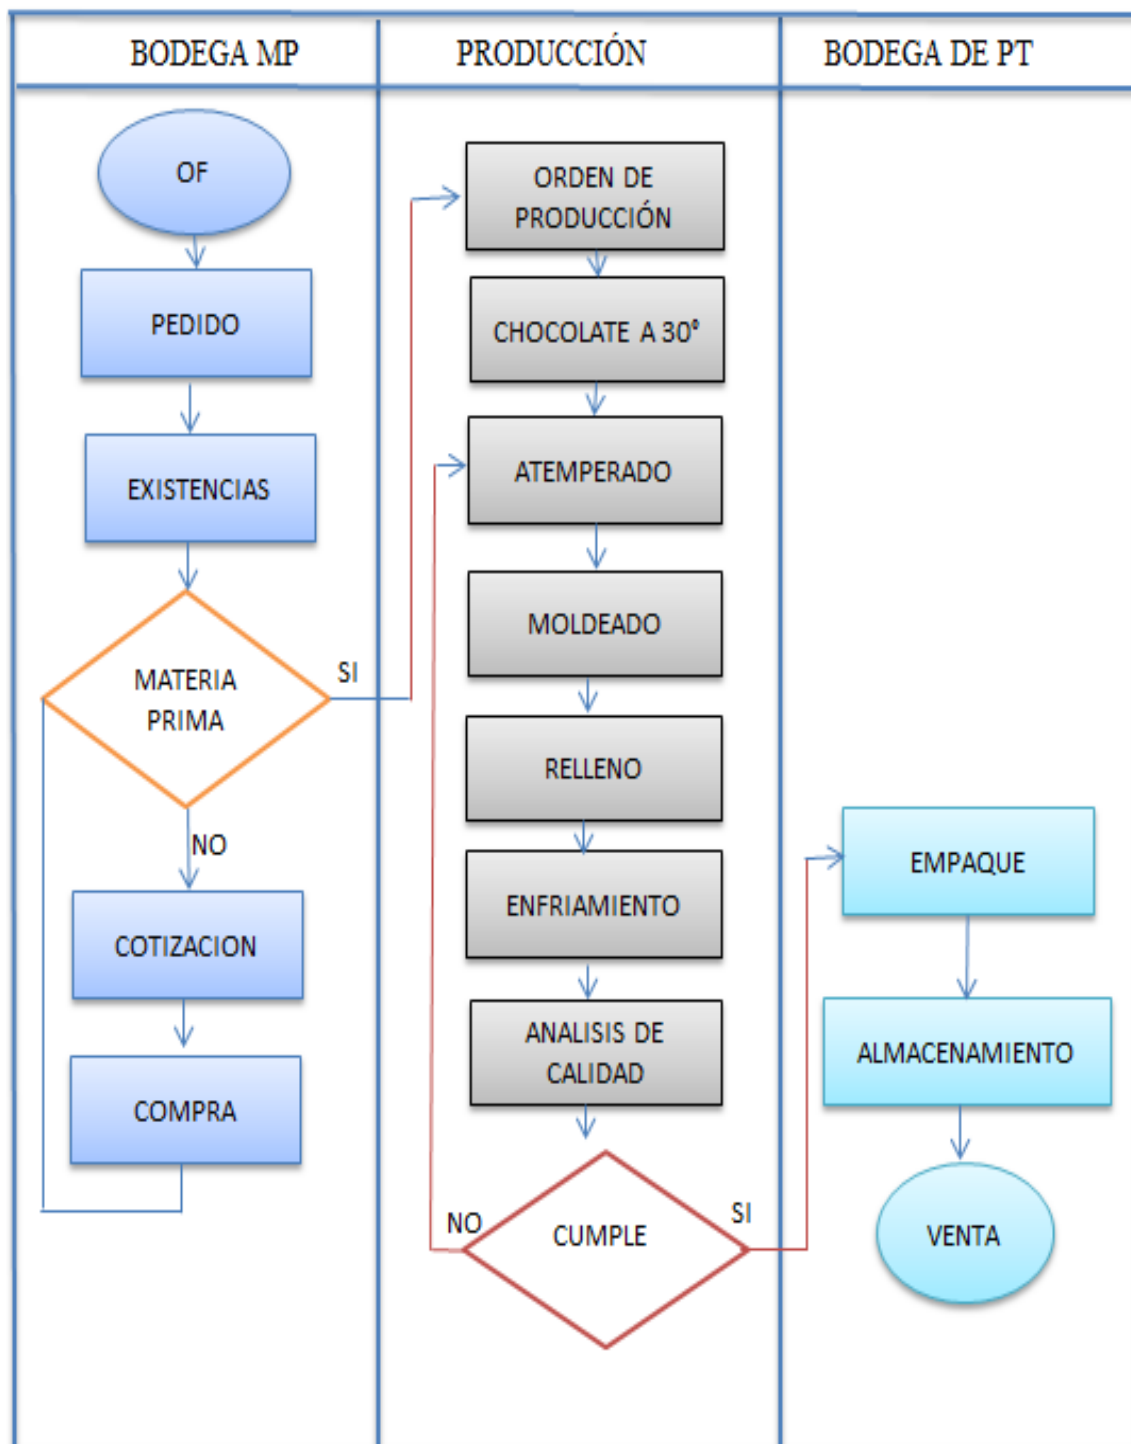 BODEGA MP
PRODUCCIÓN
BODEGA DE PT
OF
PEDIDO
EXISTENCIAS
MATERIA
PRIMA
SI
NO
COTIZACION
COMPRA
ORDEN DE
PRODUCCIÓN
CHOCOLATE A 30°
ATEMPERADO
MOLDEADO
RELLENO
ENFRIAMIENTO
ANALISIS DE
CALIDAD
CUMPLE
NO
SI
EMPAQUE
ALMACENAMIENTO
VENTA